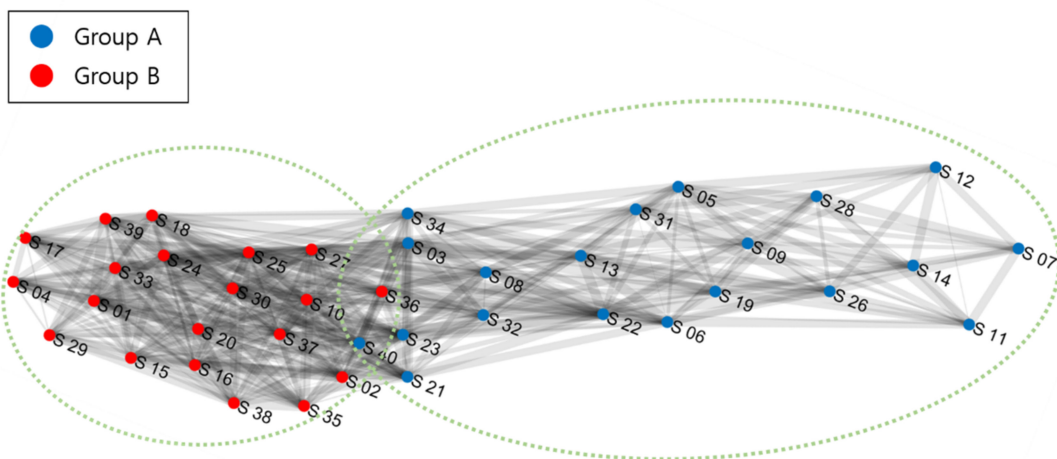 Group A
Group B
S 12
S 05
S 28
S 31
S 34
S 39
S 18
S 17
S 03
S 09
S 07
S 24
S 25
S 27
S 13
S 14
S 33
S 08
S 04
S 30
S 36
S 19
S 26
S 01
S 10
S 32
S 22
S 06
S 11
S 29
S 20
S 37
S 23
S 40
S 15
S 16
S 02
S 21
S 38
S 35